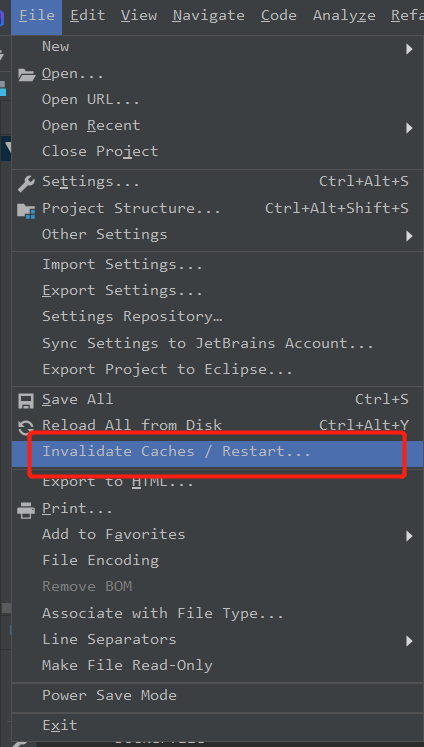 File Edit View Navigate Code Analyze Refa
New
Open...
Open URL...
Open Recent
Close Project
Settings... Ctrl+Alt+S
Project Structure... Ctrl+Alt+Shift+S
Other Settings
Import Settings...
Export Settings...
Settings Repository…
Sync Settings to JetBrains Account...
Export Project to Eclipse...
Save All Ctrl+S
Reload All from Disk Ctrl+Alt+Y
Invalidate Caches / Restart...
Export to HTML...
Print...
Add to Favorites
File Encoding
Remove BOM
Associate with File Type...
Line Separators
Make File Read-Only
Power Save Mode
Exit